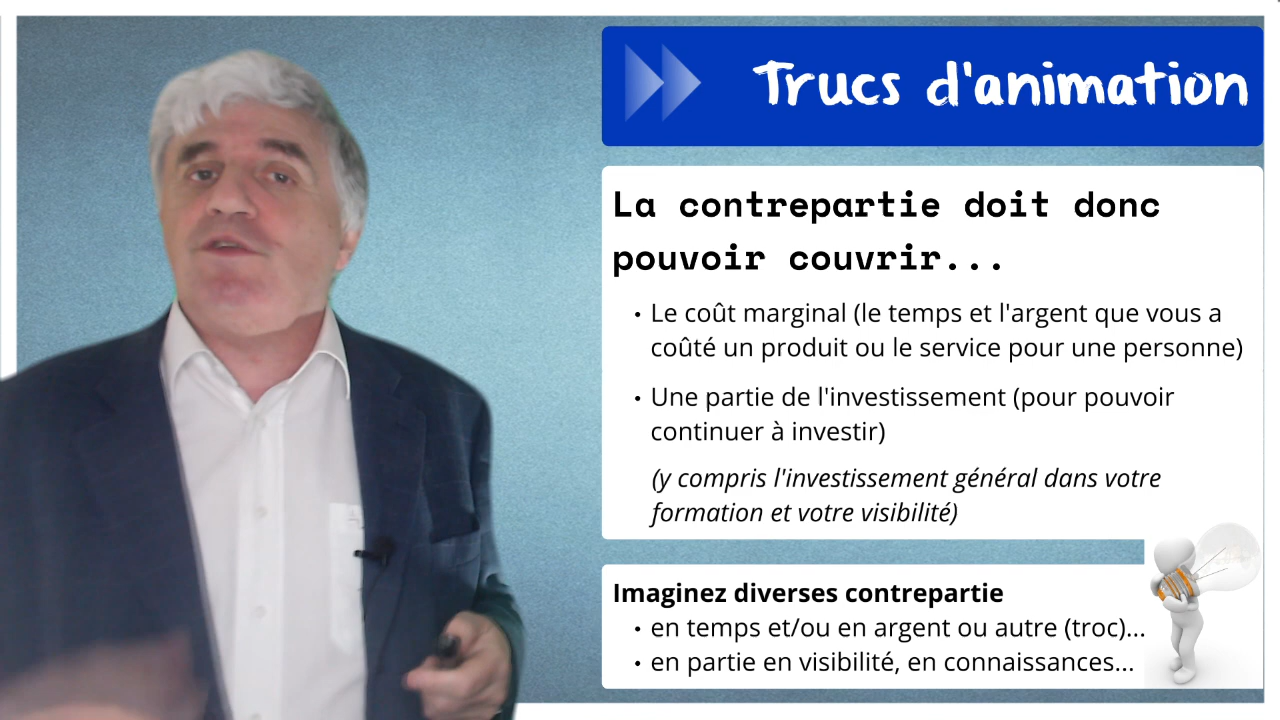 Trucs d'animation
La contrepartie doit donc
pouvoir couvrir...
• Le coût marginal (le temps et l'argent que vous a
coûté un produit ou le service pour une personne)
• Une partie de l'investissement (pour pouvoir
continuer à investir)
(y compris l'investissement général dans votre
formation et votre visibilité)
Imaginez diverses contrepartie
• en temps et/ou en argent ou autre (troc)...
• en partie en visibilité, en connaissances...